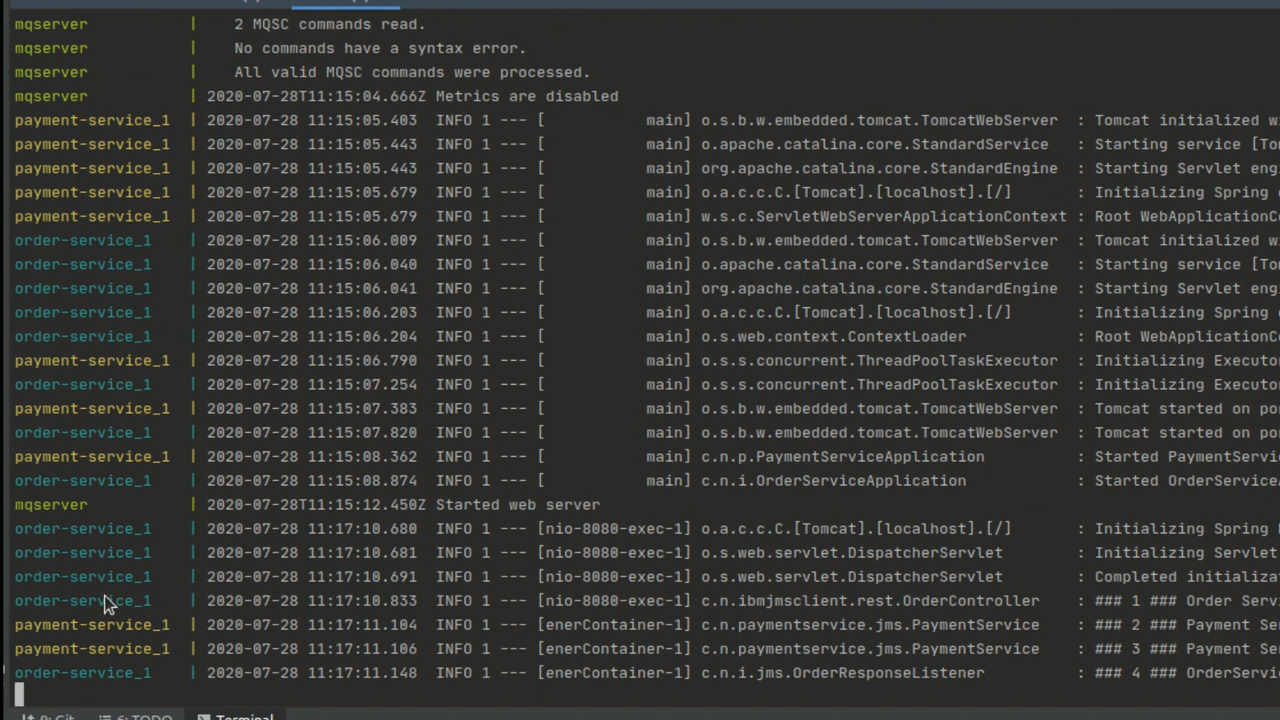 mqserver | 2 MQSC commands read.
mqserver | No commands have a syntax error.
mqserver | All valid MQSC commands were processed.
mqserver | 2020-07-28T11:15:04.666Z Metrics are disabled
payment-service_1 | 2020-07-28 11:15:05.403 INFO 1 --- [ main] o.s.b.w.embedded.tomcat.TomcatWebServer : Tomcat initialized
payment-service_1 | 2020-07-28 11:15:05.443 INFO 1 --- [ main] o.apache.catalina.core.StandardService : Starting service
payment-service_1 | 2020-07-28 11:15:05.443 INFO 1 --- [ main] org.apache.catalina.core.StandardEngine : Starting Servlet eng
payment-service_1 | 2020-07-28 11:15:05.679 INFO 1 --- [ main] o.a.c.c.C.[Tomcat].[localhost].[/] : Initializing Spring
payment-service_1 | 2020-07-28 11:15:05.679 INFO 1 --- [ main] w.s.c.ServletWebServerApplicationContext : Root WebApplicationC
order-service_1 | 2020-07-28 11:15:06.009 INFO 1 --- [ main] o.s.b.w.embedded.tomcat.TomcatWebServer : Tomcat initialized
order-service_1 | 2020-07-28 11:15:06.040 INFO 1 --- [ main] o.apache.catalina.core.StandardService : Starting service
order-service_1 | 2020-07-28 11:15:06.041 INFO 1 --- [ main] org.apache.catalina.core.StandardEngine : Starting Servlet eng
order-service_1 | 2020-07-28 11:15:06.203 INFO 1 --- [ main] o.a.c.c.C.[Tomcat].[localhost].[/] : Initializing Spring
order-service_1 | 2020-07-28 11:15:06.204 INFO 1 --- [ main] o.s.web.context.ContextLoader : Root WebApplicationC
payment-service_1 | 2020-07-28 11:15:06.790 INFO 1 --- [ main] o.s.s.concurrent.ThreadPoolTaskExecutor : Initializing Executo
order-service_1 | 2020-07-28 11:15:07.254 INFO 1 --- [ main] o.s.s.concurrent.ThreadPoolTaskExecutor : Initializing Executo
payment-service_1 | 2020-07-28 11:15:07.383 INFO 1 --- [ main] o.s.b.w.embedded.tomcat.TomcatWebServer : Tomcat started on po
order-service_1 | 2020-07-28 11:15:07.820 INFO 1 --- [ main] o.s.b.w.embedded.tomcat.TomcatWebServer : Tomcat started on po
payment-service_1 | 2020-07-28 11:15:08.362 INFO 1 --- [ main] c.n.p.PaymentServiceApplication : Started PaymentServi
order-service_1 | 2020-07-28 11:15:08.874 INFO 1 --- [ main] c.n.i.OrderServiceApplication : Started OrderService
mqserver | 2020-07-28T11:15:12.450Z Started web server
order-service_1 | 2020-07-28 11:17:10.680 INFO 1 --- [nio-8080-exec-1] o.a.c.c.C.[Tomcat].[localhost].[/] : Initializing Spring
order-service_1 | 2020-07-28 11:17:10.681 INFO 1 --- [nio-8080-exec-1] o.s.web.servlet.DispatcherServlet : Initializing Servlet
order-service_1 | 2020-07-28 11:17:10.691 INFO 1 --- [nio-8080-exec-1] o.s.web.servlet.DispatcherServlet : Completed initializa
order-service_1 | 2020-07-28 11:17:10.833 INFO 1 --- [nio-8080-exec-1] c.n.ibmjmsclient.rest.OrderController : ### 1 ### Order Serv
payment-service_1 | 2020-07-28 11:17:11.104 INFO 1 --- [enerContainer-1] c.n.paymentservice.jms.PaymentService : ### 2 ### Payment Se
payment-service_1 | 2020-07-28 11:17:11.106 INFO 1 --- [enerContainer-1] c.n.paymentservice.jms.PaymentService : ### 3 ### Payment Se
order-service_1 | 2020-07-28 11:17:11.148 INFO 1 --- [enerContainer-1] c.n.i.jms.OrderResponseListener : ### 4 ### OrderServi
9: Git 6: TODO Terminal